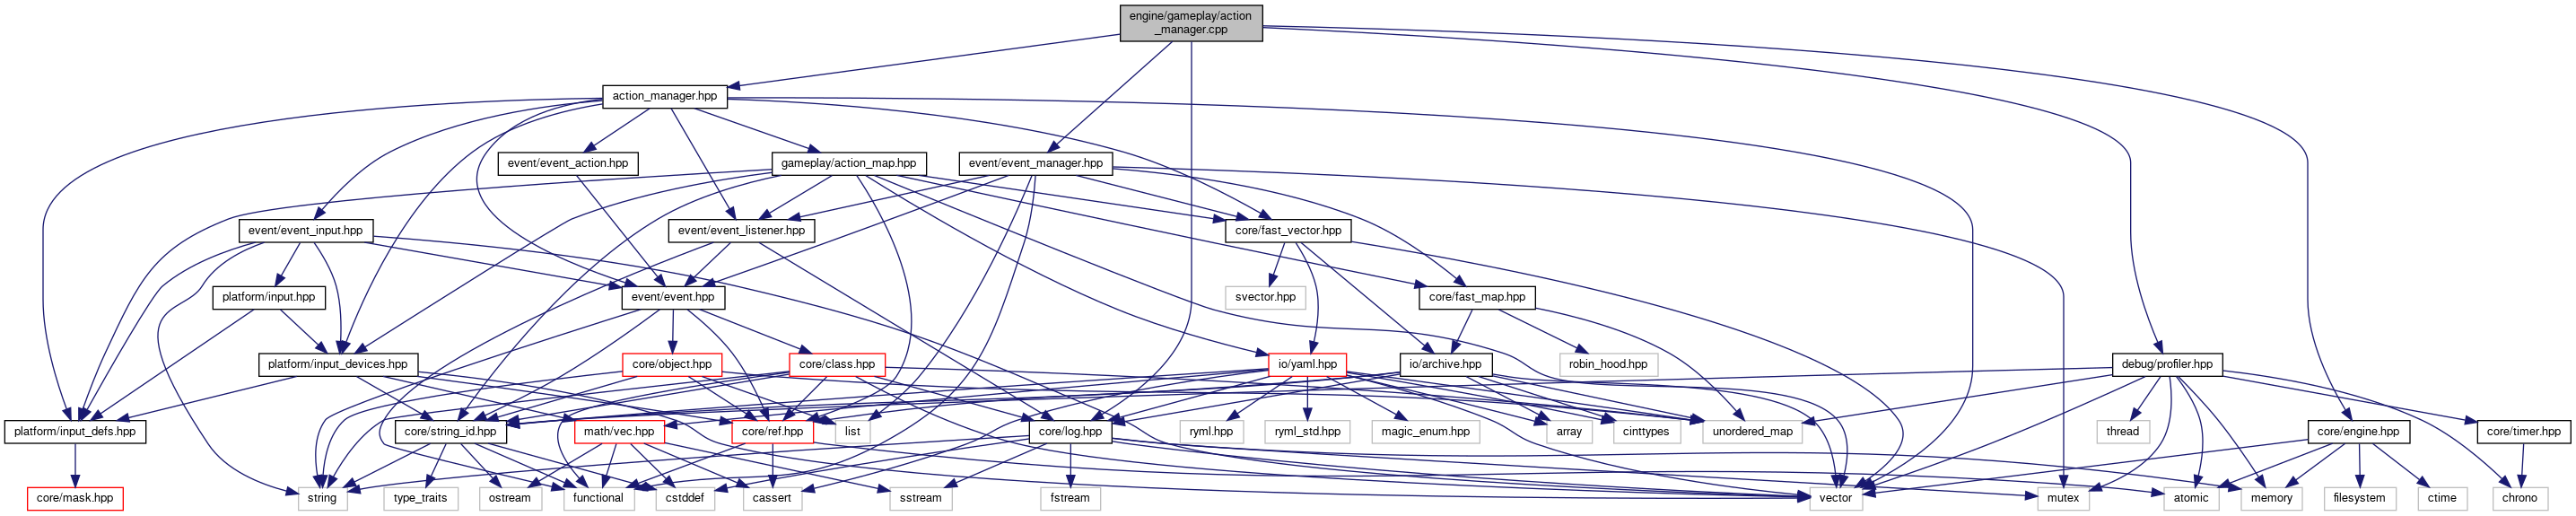 engine/gameplay/action
_manager.cpp
action_manager.hpp
event/event_action.hpp
gameplay/action_map.hpp
event/event_manager.hpp
event/event_input.hpp
event/event_listener.hpp
core/fast_vector.hpp
platform/input.hpp
event/event.hpp
svector.hpp
core/fast_map.hpp
platform/input_devices.hpp
core/object.hpp
core/class.hpp
io/yaml.hpp
io/archive.hpp
robin_hood.hpp
debug/profiler.hpp
platform/input_defs.hpp
core/string_id.hpp
math/vec.hpp
core/ref.hpp
list
core/log.hpp
ryml.hpp
ryml_std.hpp
magic_enum.hpp
array
cinttypes
unordered_map
thread
core/engine.hpp
core/timer.hpp
core/mask.hpp
string
type_traits
ostream
functional
cstddef
cassert
sstream
fstream
vector
mutex
atomic
memory
filesystem
ctime
chrono